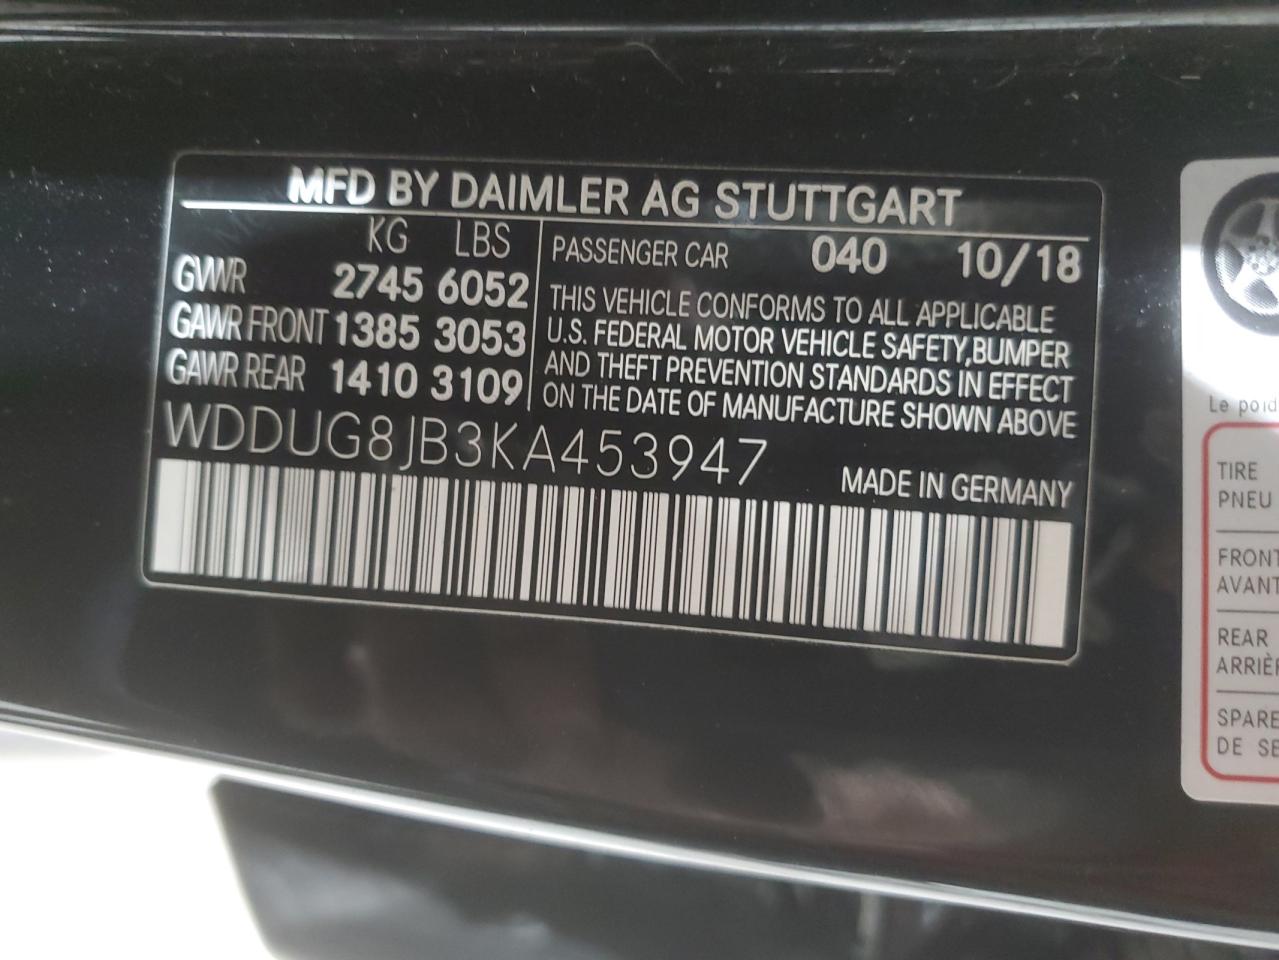 MFD BY DAIMLER AG STUTTGART
KG LBS
GVWR 2745 6052
GAWR FRONT 1385 3053
GAWR REAR 1410 3109
PASSENGER CAR 040 10/18
THIS VEHICLE CONFORMS TO ALL APPLICABLE
U.S. FEDERAL MOTOR VEHICLE SAFETY,BUMPER
AND THEFT PREVENTION STANDARDS IN EFFECT
ON THE DATE OF MANUFACTURE SHOWN ABOVE
WDDUG8JB3KA453947
MADE IN GERMANY
Le poid
TIRE
PNEU
FRONT
AVANT
REAR
ARRIÈR
SPARE
DE SE